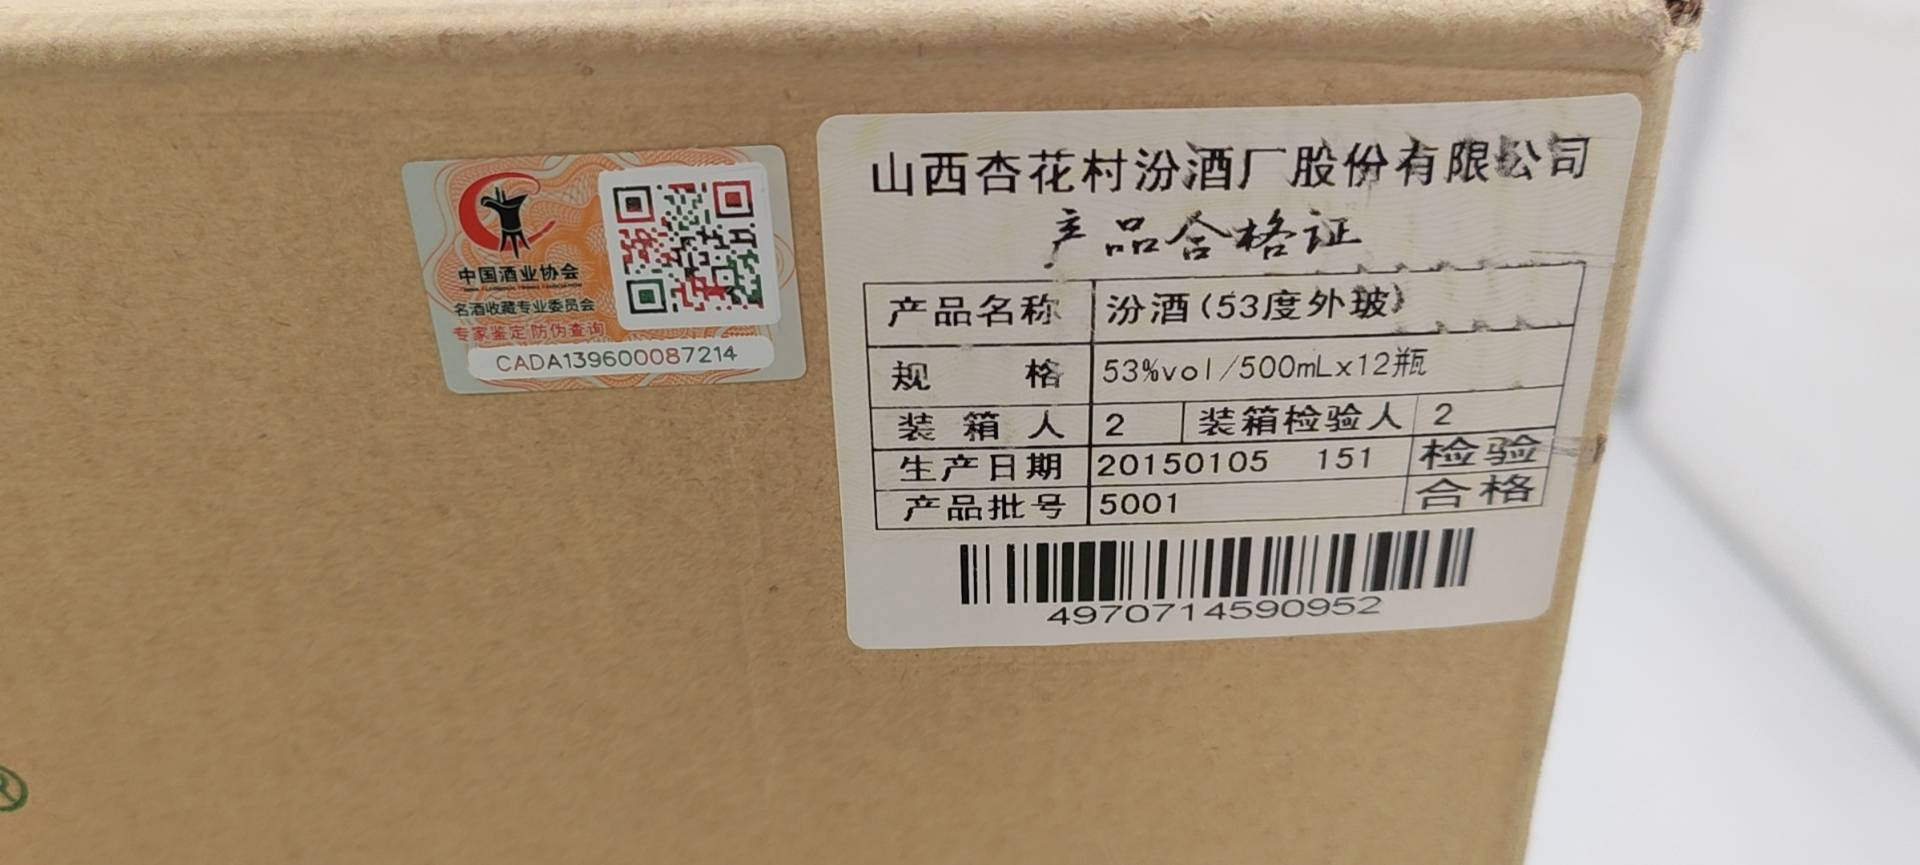 中国酒业协会
名酒收藏专业委员会
专家鉴定 防伪查询
CADA139600087214
山西杏花村汾酒厂股份有限公司
产品合格证
产品名称 汾酒(53度外玻)
规 格 53%vol/500mLx12瓶
装 箱 人 2 装箱检验人 2
生产日期 20150105 151 检验
产品批号 5001 合格
4970714590952
®